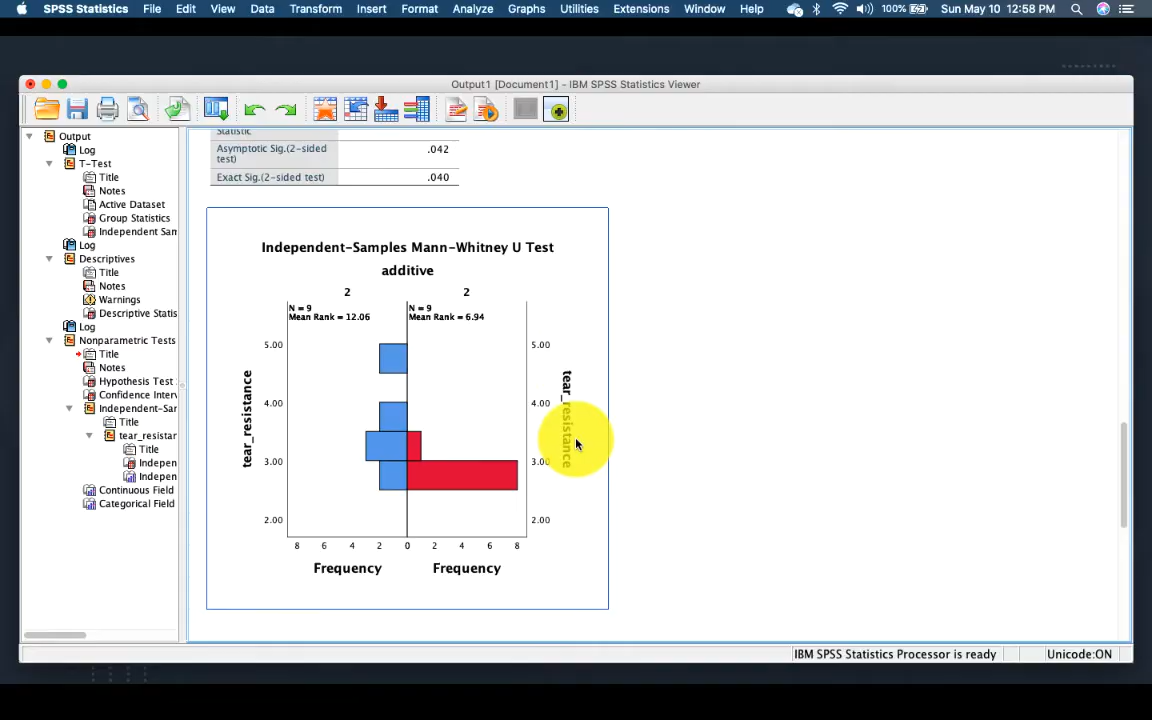 SPSS Statistics File Edit View Data Transform Insert Format Analyze Graphs Utilities Extensions Window Help 100% Sun May 10 12:58 PM
Output1 [Document1] - IBM SPSS Statistics Viewer
Output
Log
T-Test
Title
Notes
Active Dataset
Group Statistics
Independent Sam
Log
Descriptives
Title
Notes
Warnings
Descriptive Statis
Log
Nonparametric Tests
Title
Notes
Hypothesis Test
Confidence Interv
Independent-Sar
Title
tear_resistar
Title
Indepen
Indepen
Continuous Field
Categorical Field
Statistic
Asymptotic Sig.(2-sided
test) .042
Exact Sig.(2-sided test) .040
Independent-Samples Mann-Whitney U Test
additive
2 2
N = 9 N = 9
Mean Rank = 12.06 Mean Rank = 6.94
5.00 5.00
4.00 4.00
tear_resistance tear_resistance
3.00 3.00
2.00 2.00
8 6 4 2 0 2 4 6 8
Frequency Frequency
IBM SPSS Statistics Processor is ready Unicode:ON